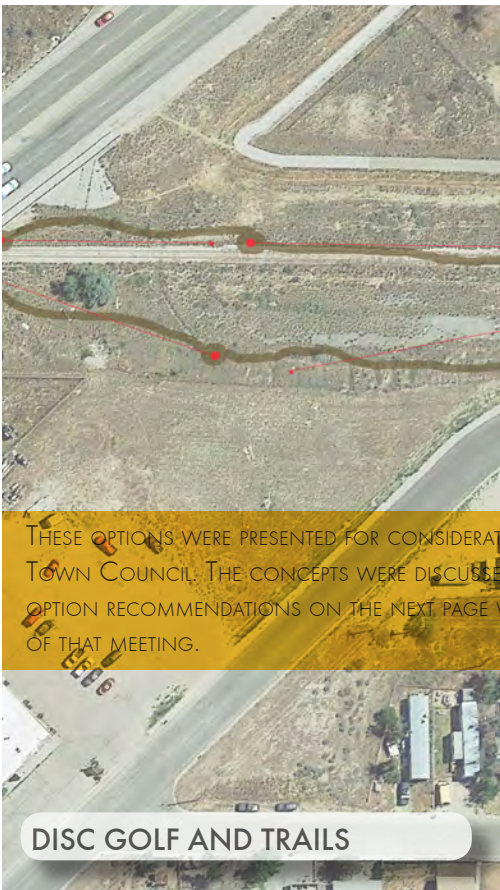 These options were presented for considerat
Town Council. The concepts were discusse
option recommendations on the next page w
of that meeting.
DISC GOLF AND TRAILS